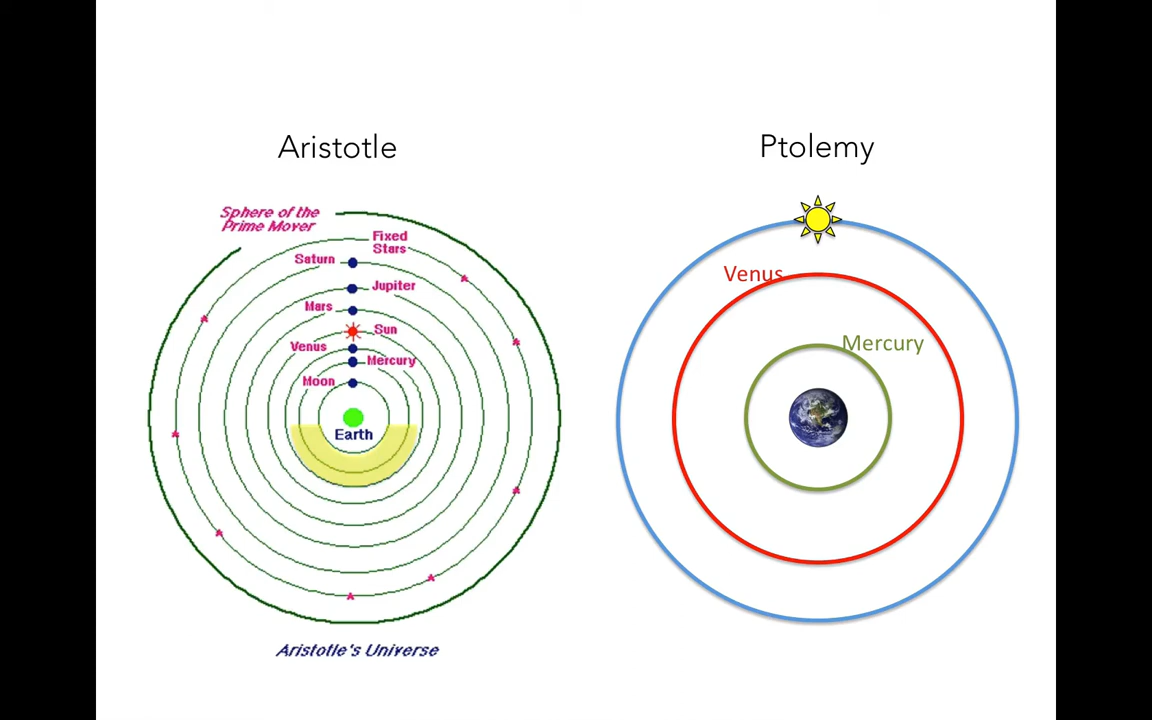 Aristotle
Ptolemy
Sphere of the
Prime Mover
Fixed
Stars
Saturn
Jupiter
Mars
Sun
Venus
Mercury
Moon
Earth
Aristotle's Universe
Venus
Mercury